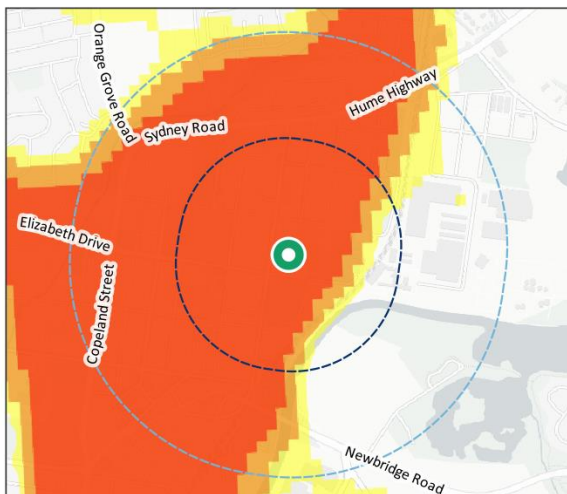 Orange Grove Road
Hume Highway
Sydney Road
Elizabeth Drive
Copeland Street
Newbridge Road